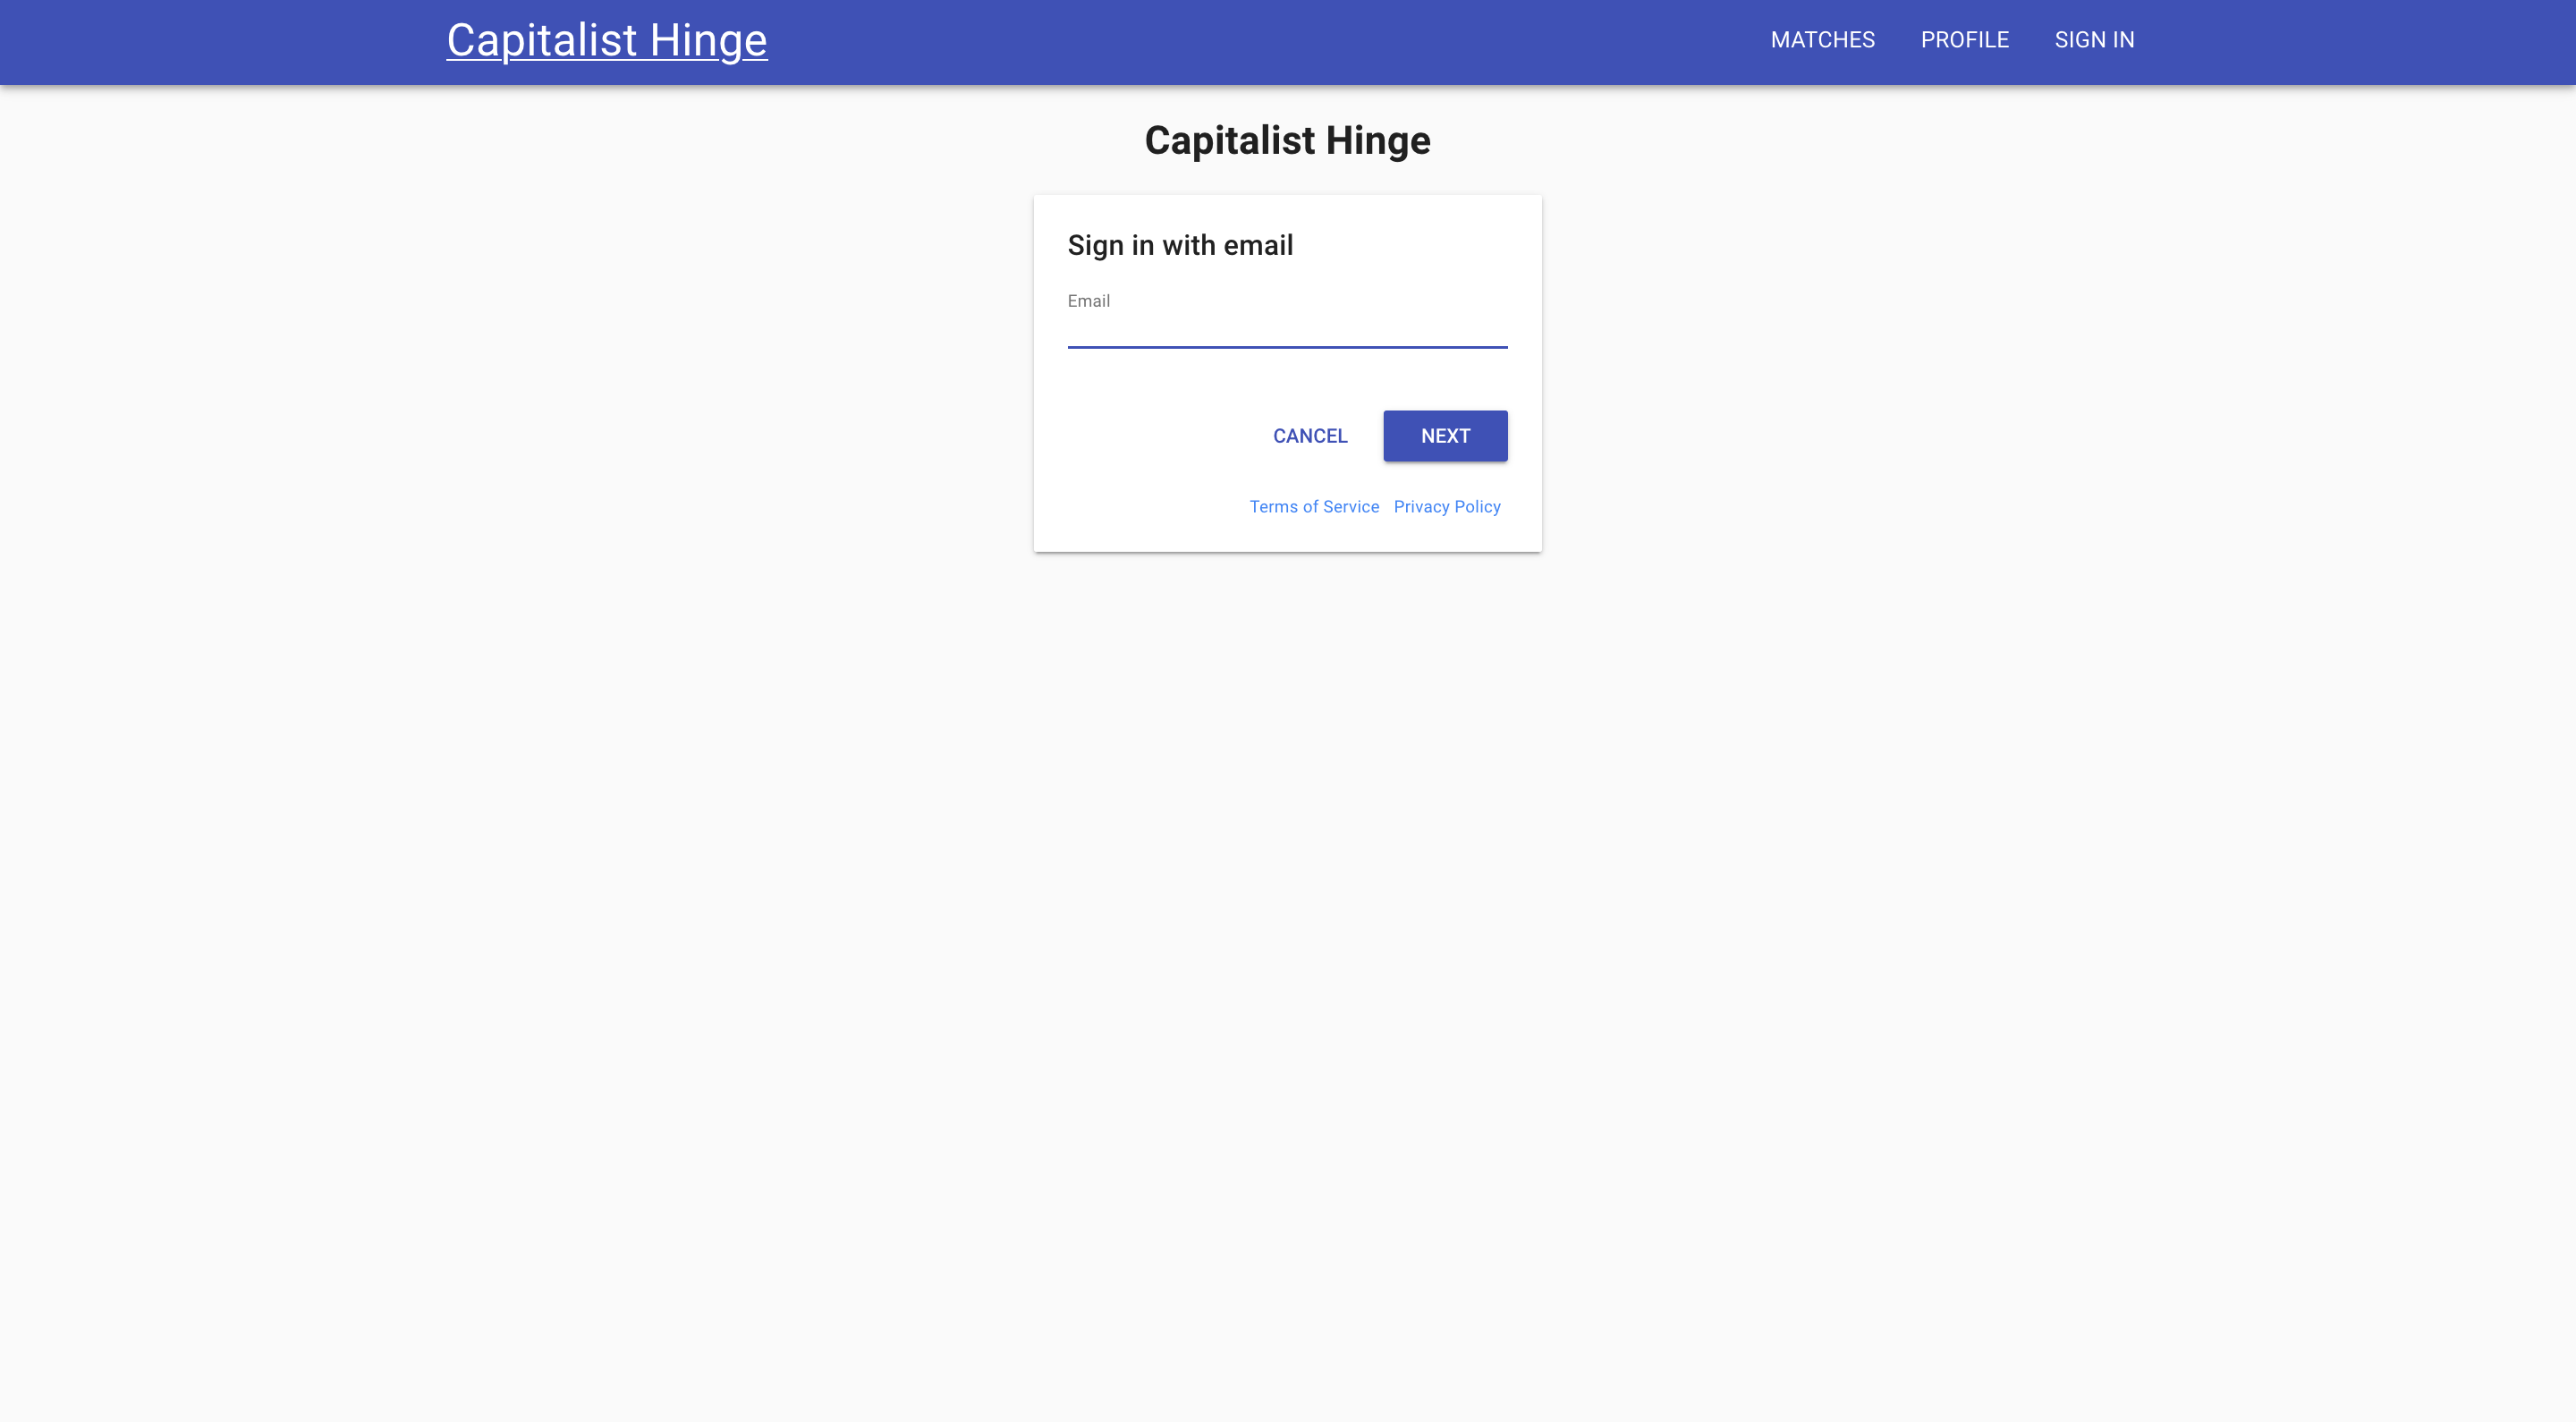 Capitalist Hinge MATCHES PROFILE SIGN IN
Capitalist Hinge
Sign in with email
Email
CANCEL NEXT
Terms of Service Privacy Policy